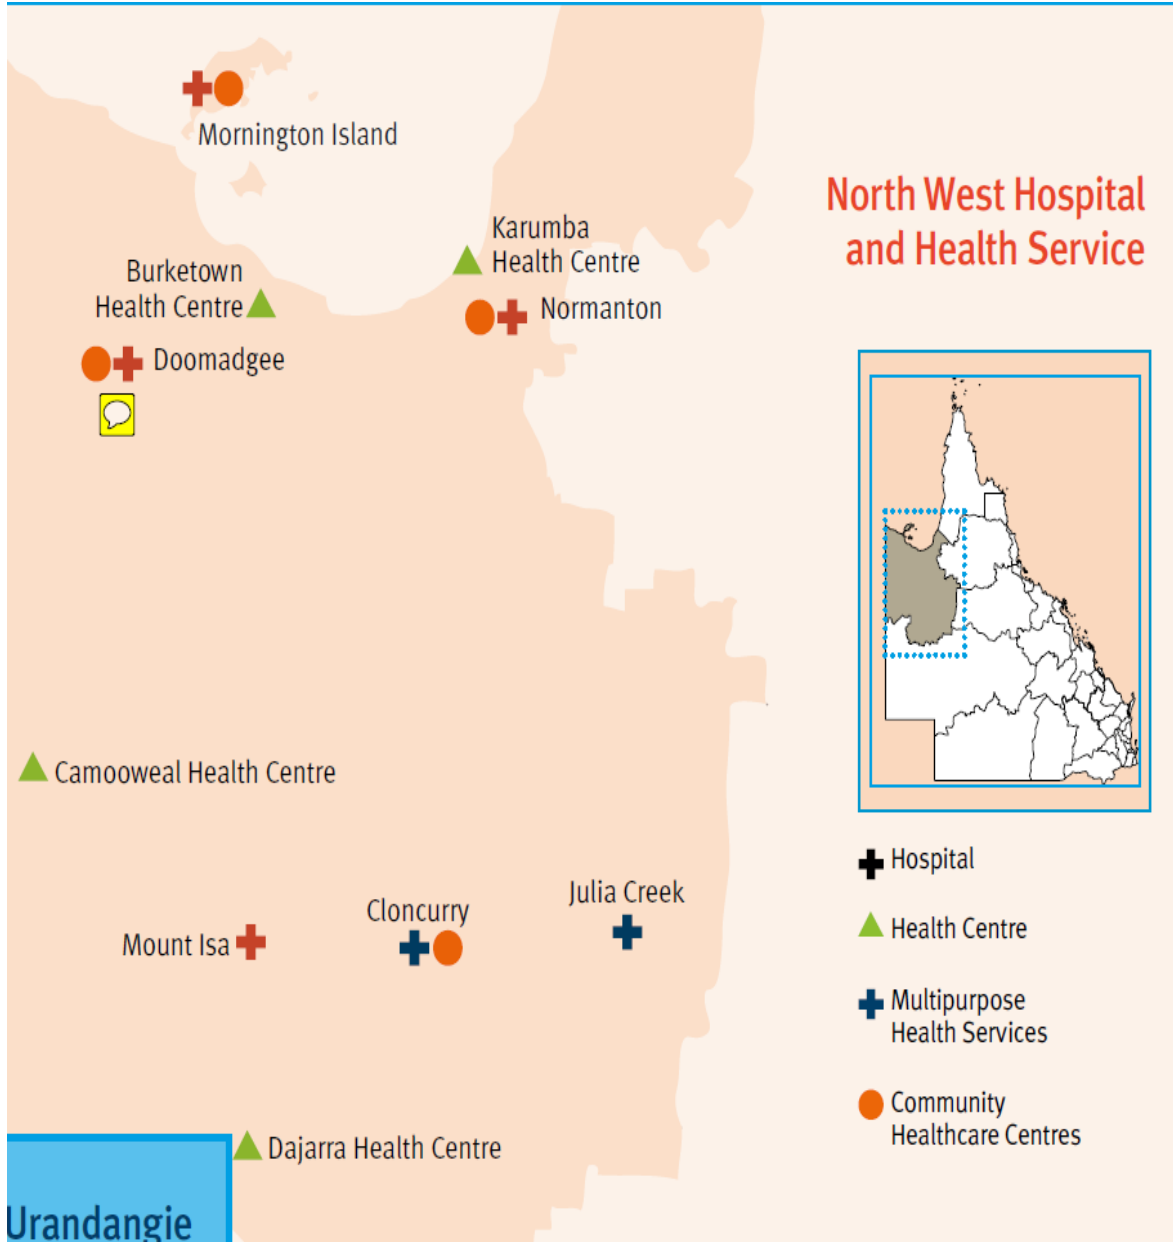 Mornington Island
North West Hospital
and Health Service
Karumba
Health Centre
Burketown
Health Centre
Normanton
Doomadgee
Camooweal Health Centre
Hospital
Julia Creek
Cloncurry
Health Centre
Mount Isa
Multipurpose
Health Services
Community
Healthcare Centres
Dajarra Health Centre
Urandangie